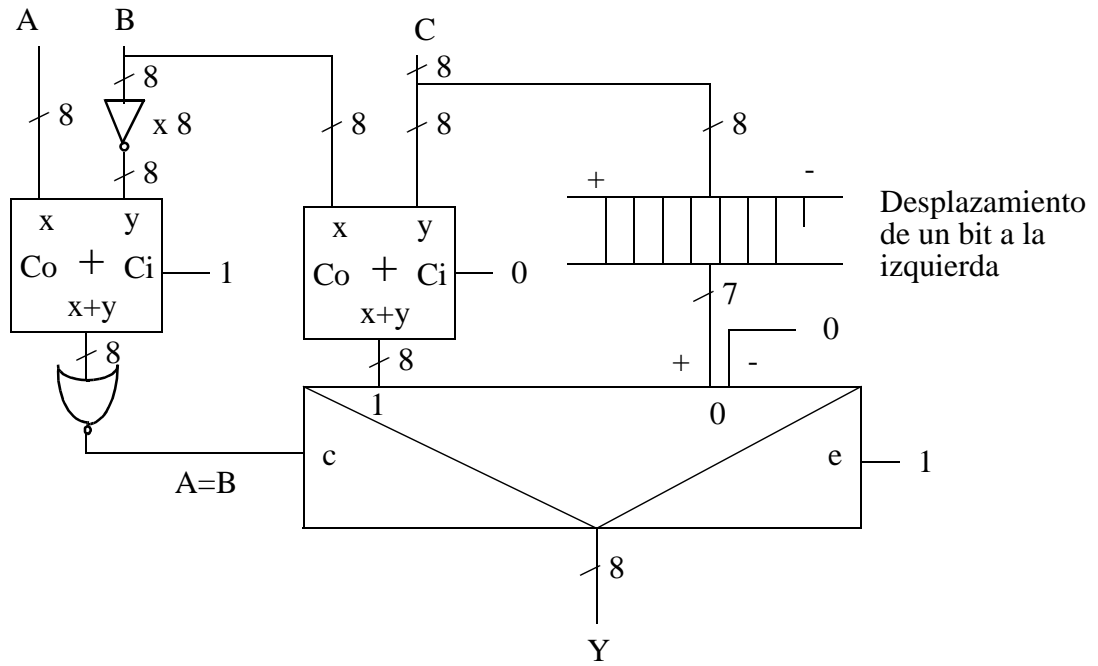 A B C
8
8
8 x 8 8 8 8
8
+ -
x y x y
Desplazamiento
de un bit a la
izquierda
Co + Ci 1
Co + Ci 0
x+y
x+y
7
0
8
8
+ -
1 0
c e 1
A=B
8
Y